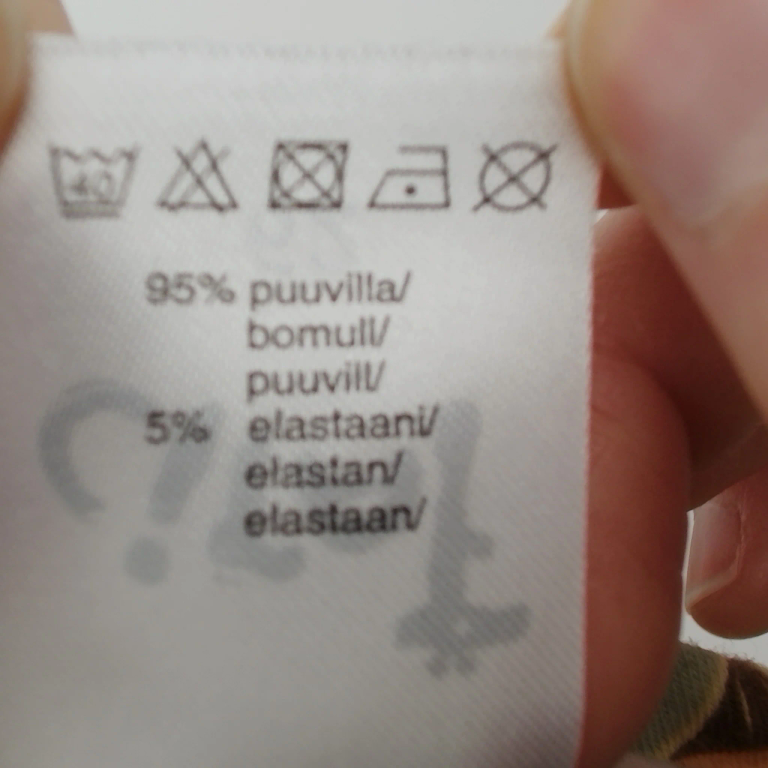 40
95% puuvilla/
bomull/
puuvill/
5% elastaani/
elastan/
elastaan/